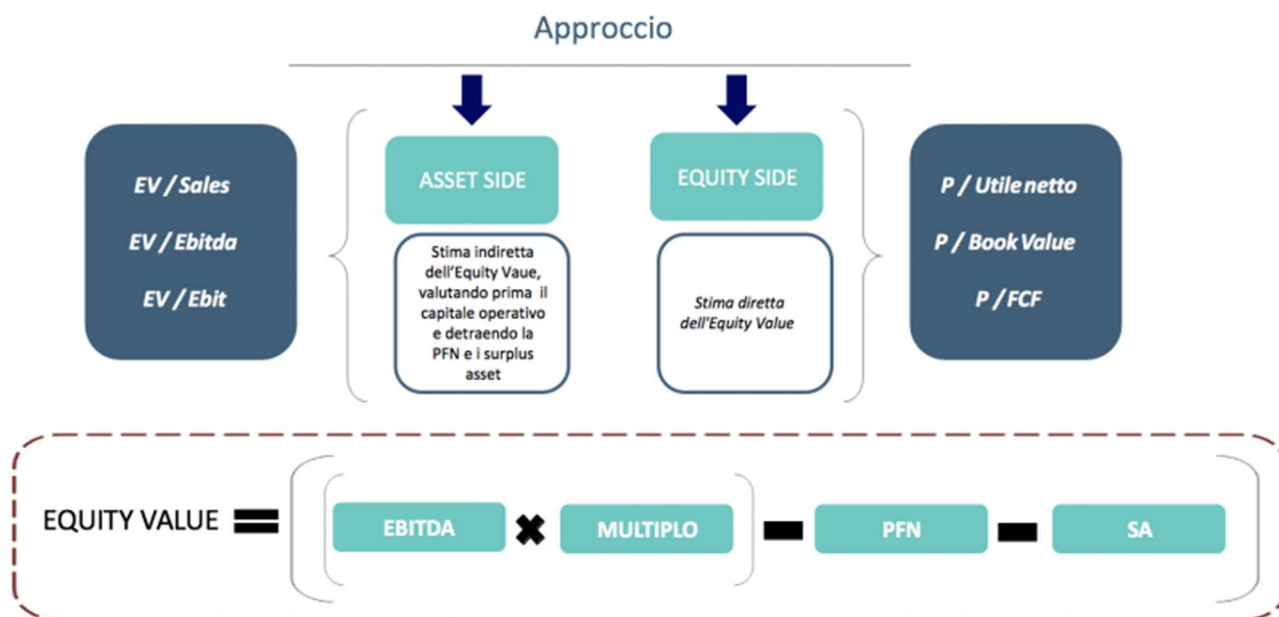 Approccio
EV / Sales
EV / Ebitda
EV / Ebit
ASSET SIDE
Stima indiretta
dell'Equity Vaue,
valutando prima il
capitale operativo
e detraendo la
PFN e i surplus
asset
EQUITY SIDE
Stima diretta
dell'Equity Value
P / Utile netto
P / Book Value
P / FCF
EQUITY VALUE = ((EBITDA × MULTIPLO) - PFN - SA)